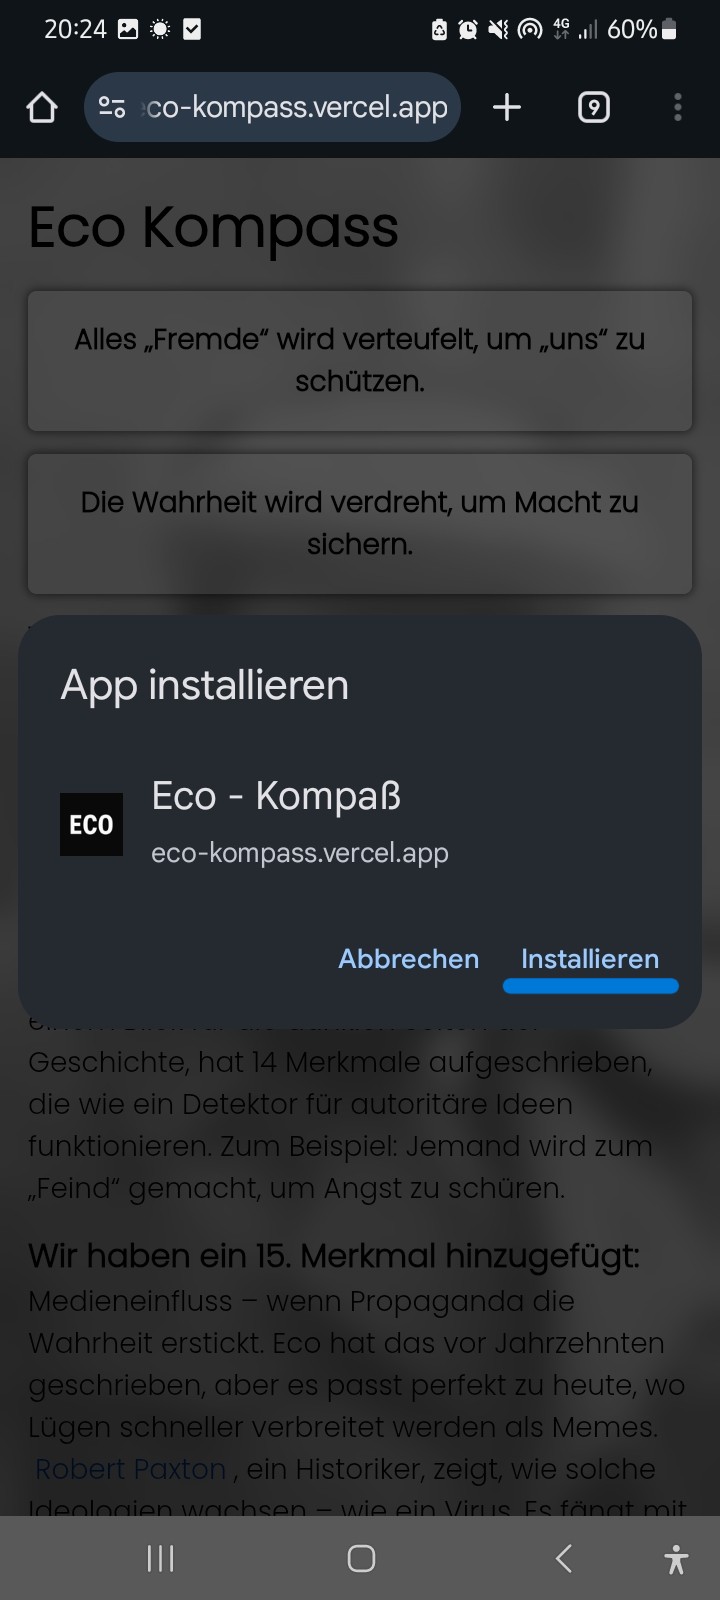 20:24
4G
60%
eco-kompass.vercel.app
9
Eco Kompass
Alles „Fremde“ wird verteufelt, um „uns“ zu
schützen.
Die Wahrheit wird verdreht, um Macht zu
sichern.
App installieren
ECO
Eco - Kompaß
eco-kompass.vercel.app
Abbrechen
Installieren
Geschichte, hat 14 Merkmale aufgeschrieben,
die wie ein Detektor für autoritäre Ideen
funktionieren. Zum Beispiel: Jemand wird zum
„Feind“ gemacht, um Angst zu schüren.
Wir haben ein 15. Merkmal hinzugefügt:
Medieneinfluss – wenn Propaganda die
Wahrheit erstickt. Eco hat das vor Jahrzehnten
geschrieben, aber es passt perfekt zu heute, wo
Lügen schneller verbreitet werden als Memes.
Robert Paxton , ein Historiker, zeigt, wie solche
Ideologien wachsen – wie ein Virus. Es fängt mit